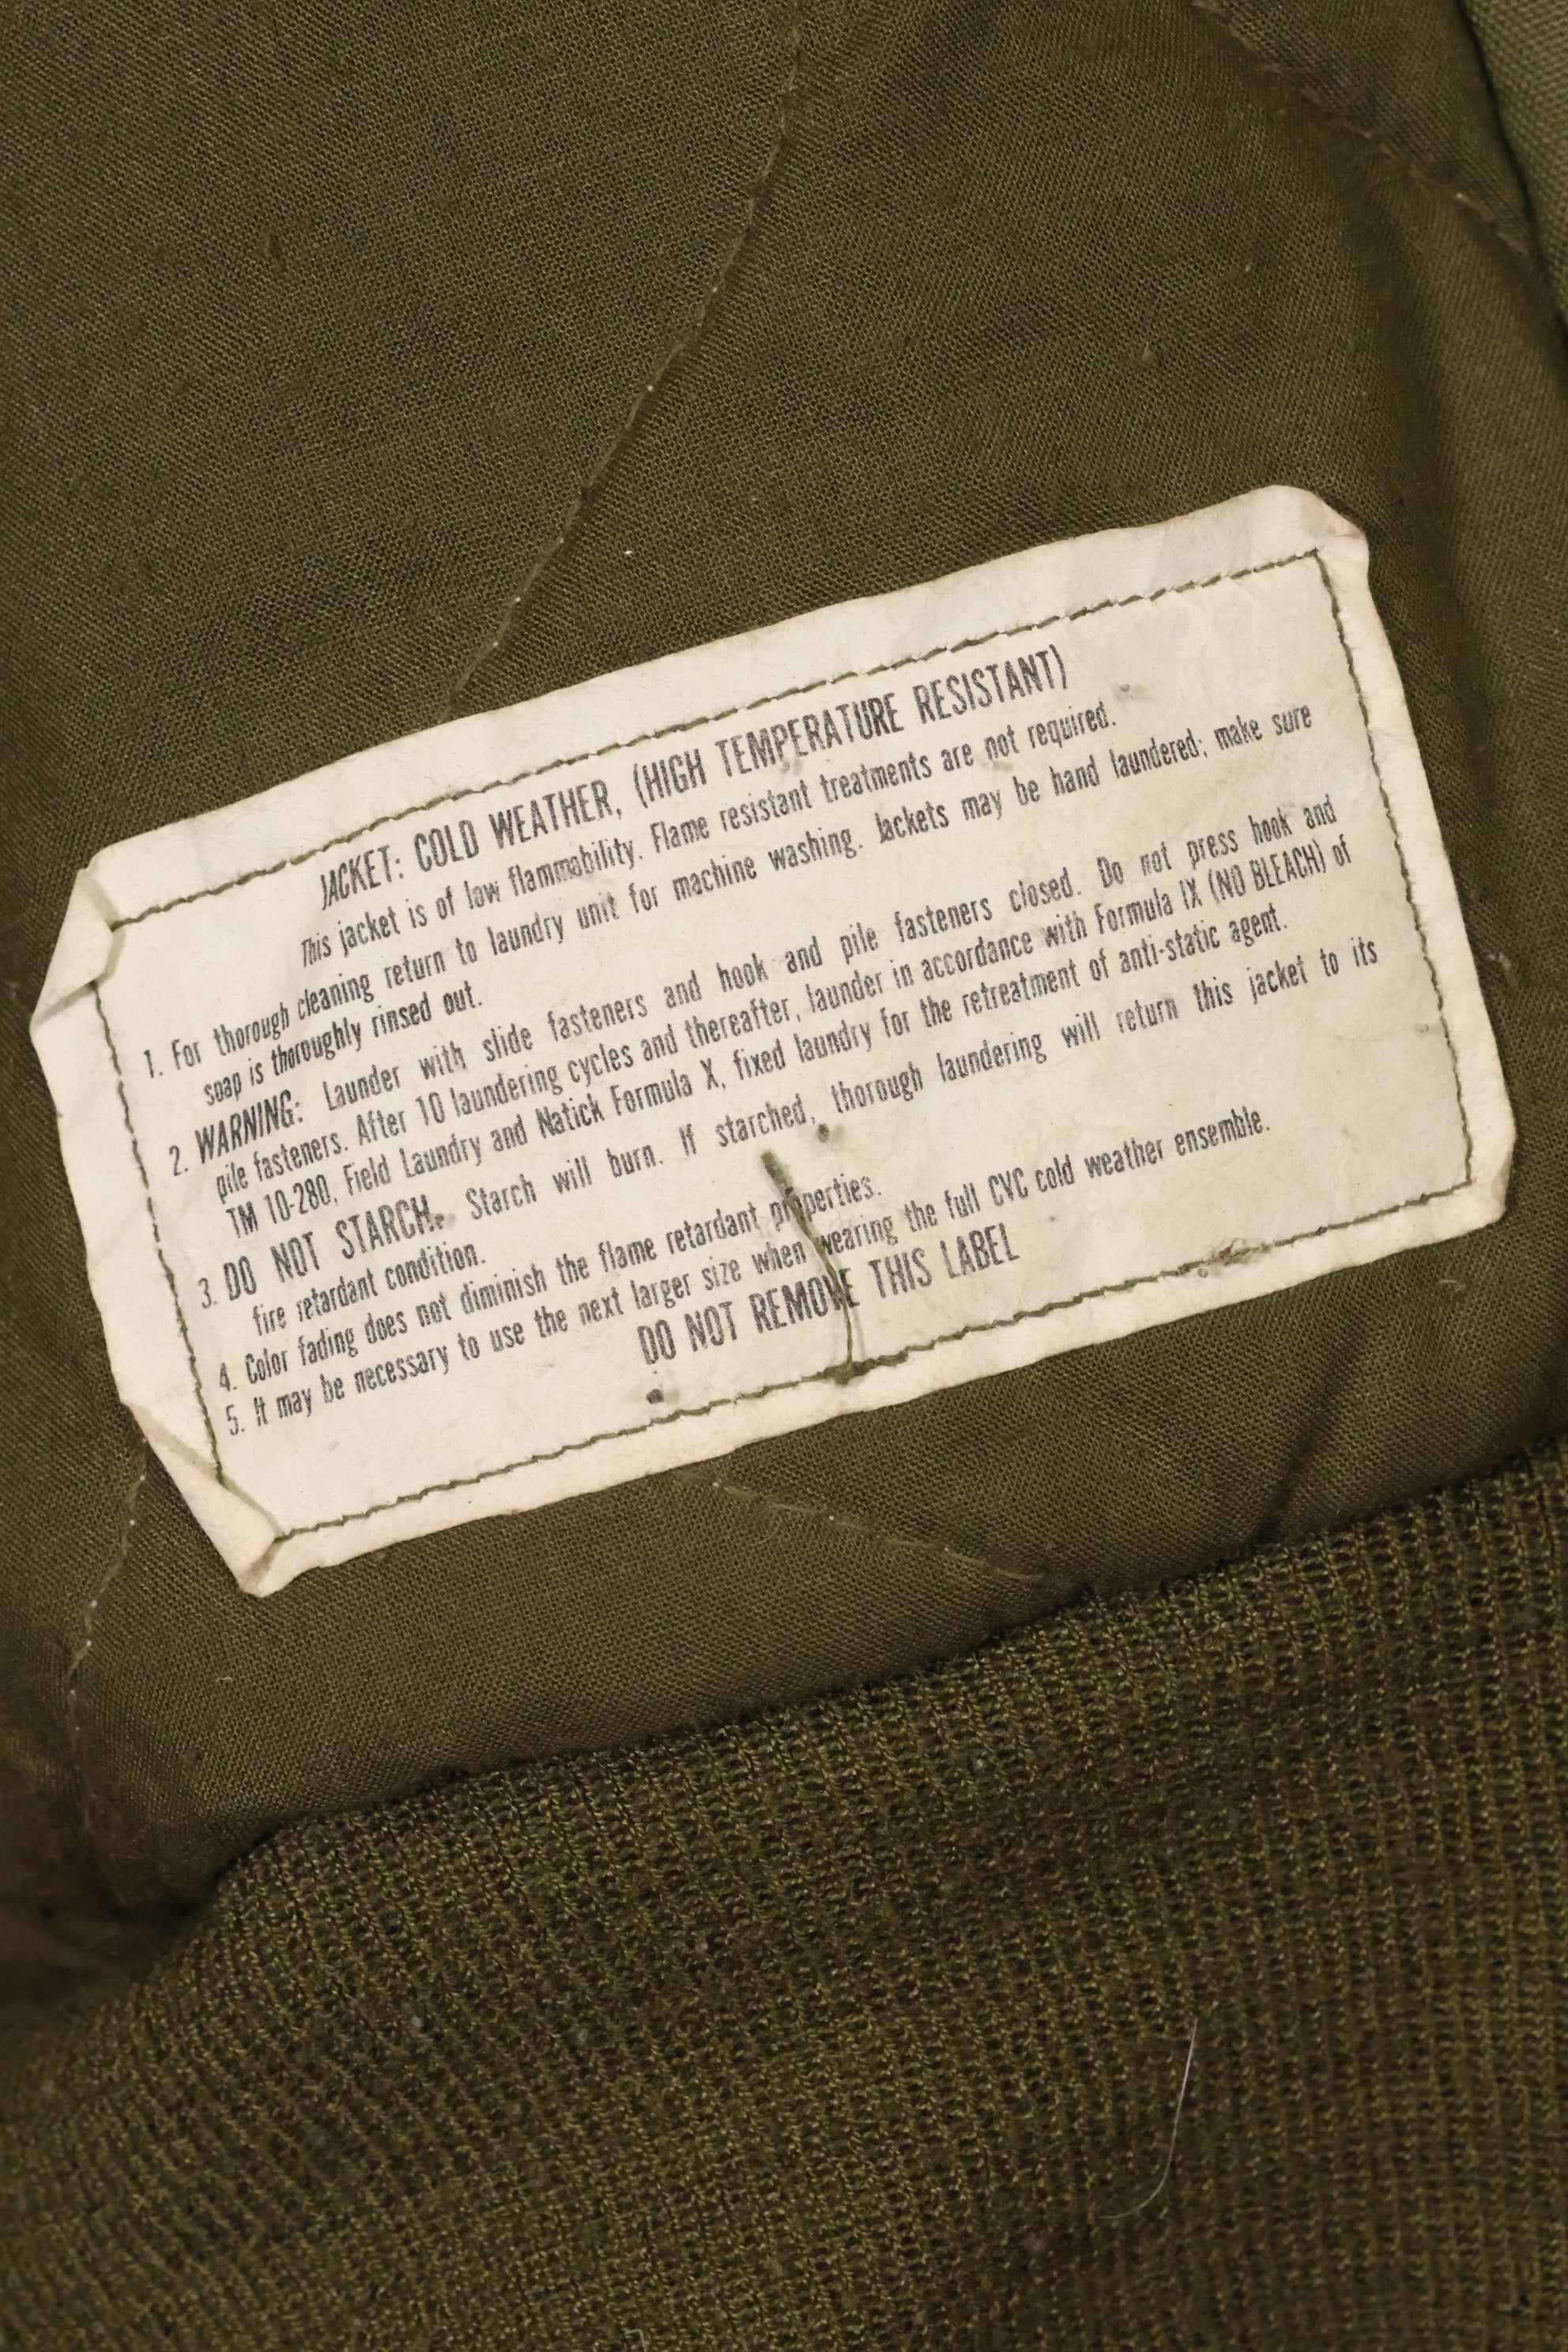 JACKET: COLD WEATHER, (HIGH TEMPERATURE RESISTANT)
This jacket is of low flammability. Flame resistant treatments are not required.
1. For thorough cleaning return to laundry unit for machine washing. Jackets may be hand laundered; make sure
soap is thoroughly rinsed out.
2. WARNING: Launder with slide fasteners and hook and pile fasteners closed. Do not press hook and
pile fasteners. After 10 laundering cycles and thereafter, launder in accordance with Formula IX (NO BLEACH) of
TM 10-280, Field Laundry and Natick Formula X, fixed laundry for the retreatment of anti-static agent.
3. DO NOT STARCH. Starch will burn. If starched, thorough laundering will return this jacket to its
fire retardant condition.
4. Color fading does not diminish the flame retardant properties.
5. It may be necessary to use the next larger size when wearing the full CVC cold weather ensemble.
DO NOT REMOVE THIS LABEL